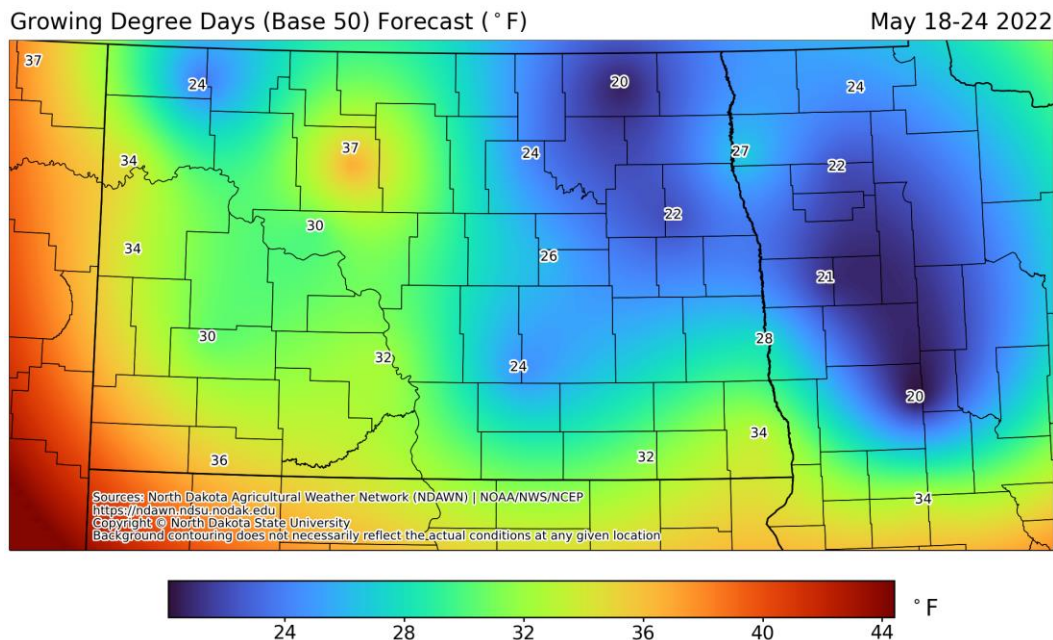 Growing Degree Days (Base 50) Forecast (°F)
May 18-24 2022
37
24
20
24
37
34
24
27
22
22
30
34
26
21
30
28
32
24
20
34
36
32
34
Sources: North Dakota Agricultural Weather Network (NDAWN) | NOAA/NWS/NCEP
https://ndawn.ndsu.nodak.edu
Copyright © North Dakota State University
Background contouring does not necessarily reflect the actual conditions at any given location
°F
24 28 32 36 40 44